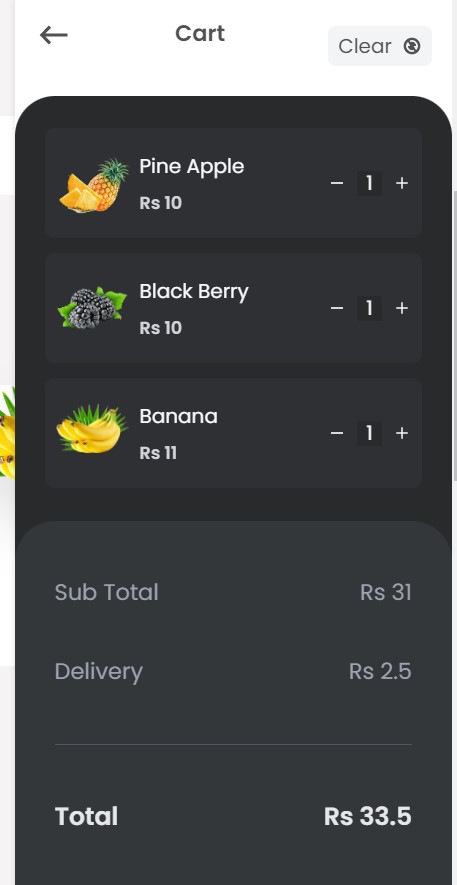 Cart
Clear
Pine Apple
Rs 10
− 1 +
Black Berry
Rs 10
− 1 +
Banana
Rs 11
− 1 +
Sub Total Rs 31
Delivery Rs 2.5
Total Rs 33.5